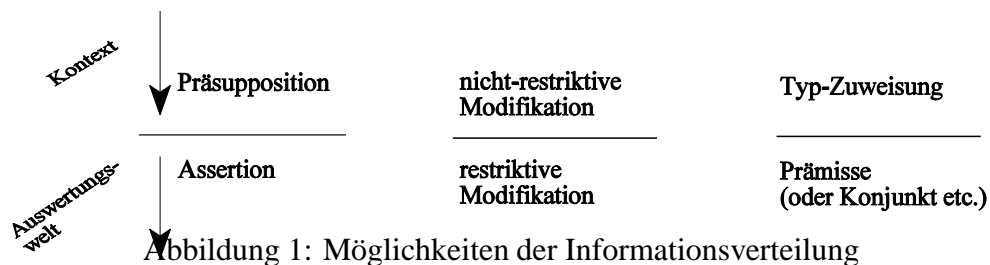 Kontext
Präsupposition
nicht-restriktive
Modifikation
Typ-Zuweisung
Auswertungs-
welt
Assertion
restriktive
Modifikation
Prämisse
(oder Konjunkt etc.)
Abbildung 1: Möglichkeiten der Informationsverteilung